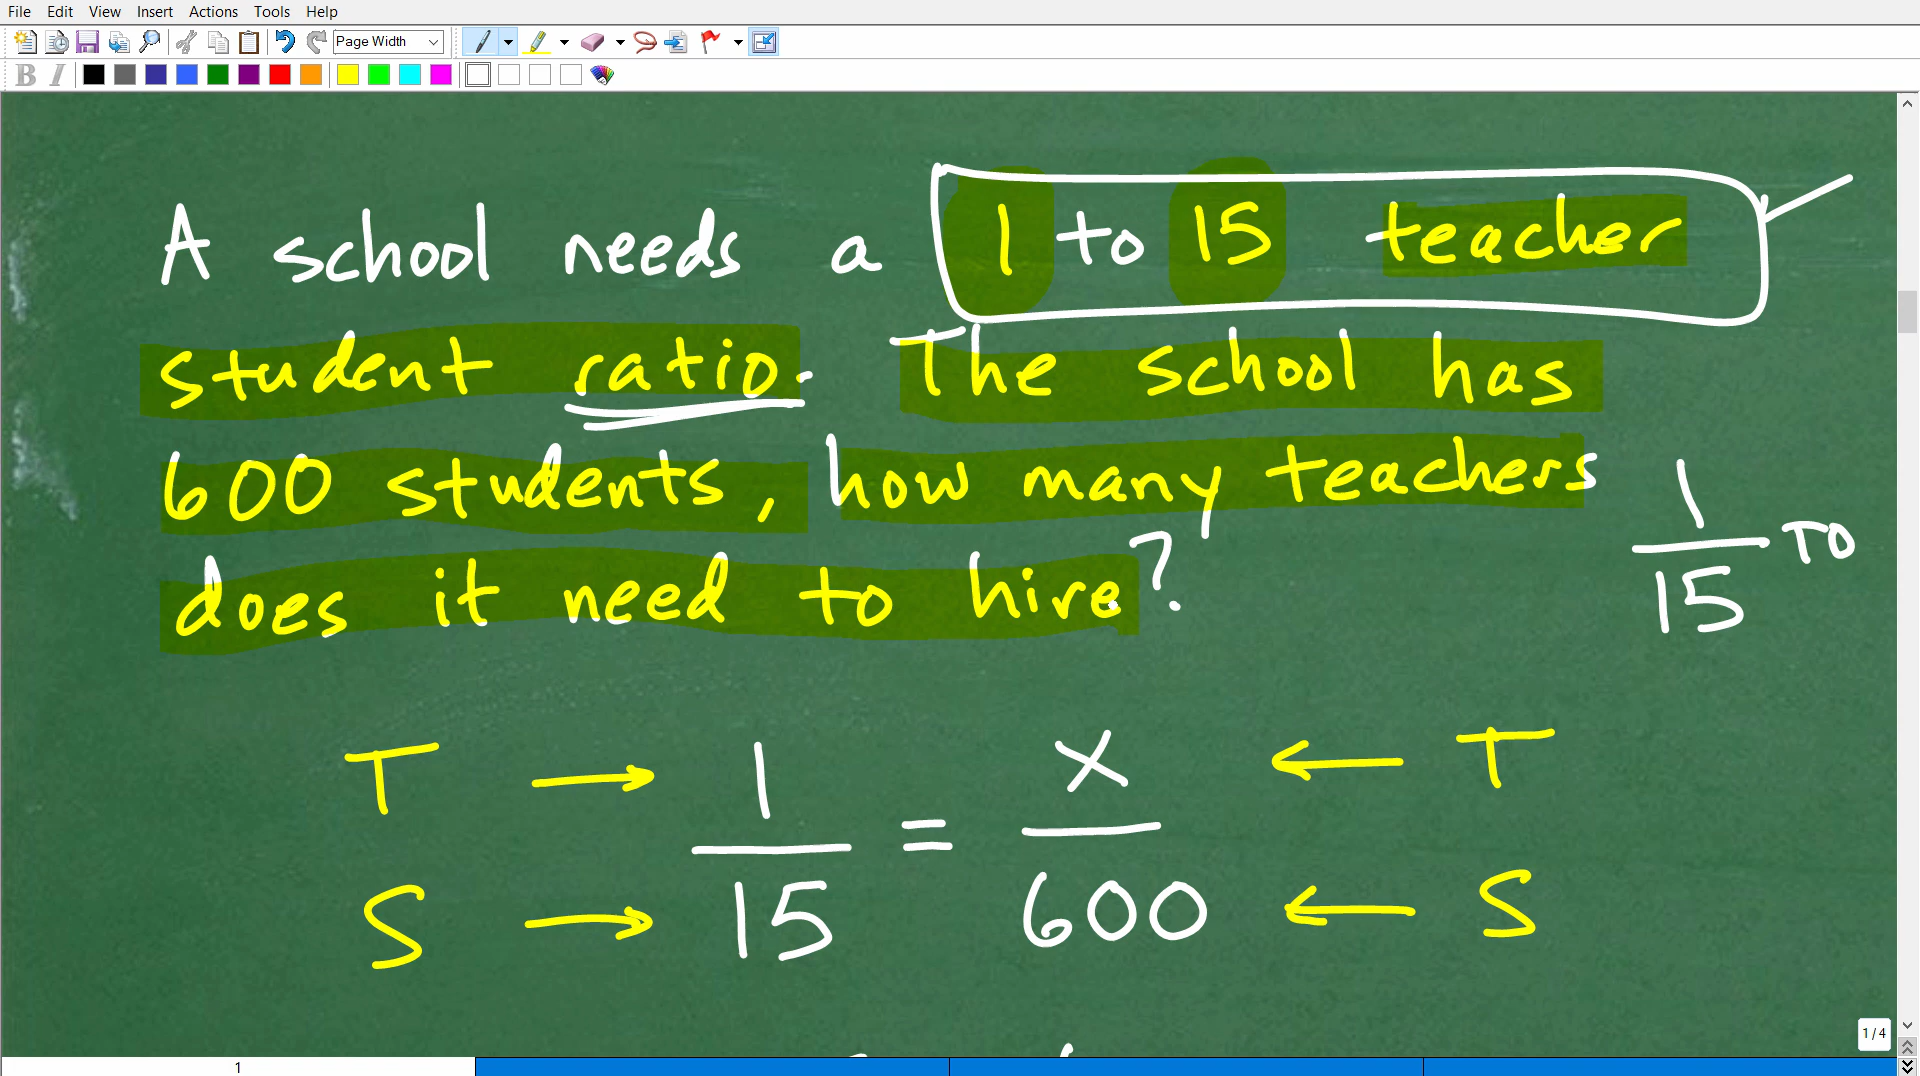 File Edit View Insert Actions Tools Help
Page Width
B I
A school needs a 1 to 15 teacher
student ratio. The school has
600 students, how many teachers
does it need to hire?
1
TO
15
T → 1 = x ← T
S → 15 600 ← S
1/4
1